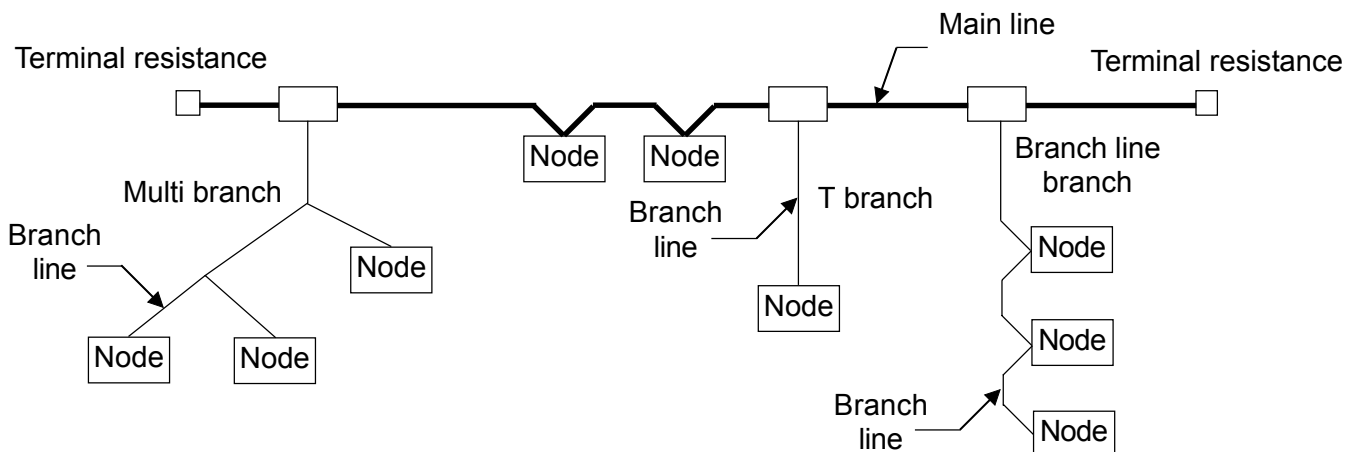 Main line
Terminal resistance
Terminal resistance
Node
Node
Branch line
branch
Multi branch
T branch
Branch
line
Branch
line
Node
Node
Node
Node
Node
Node
Branch
line
Node